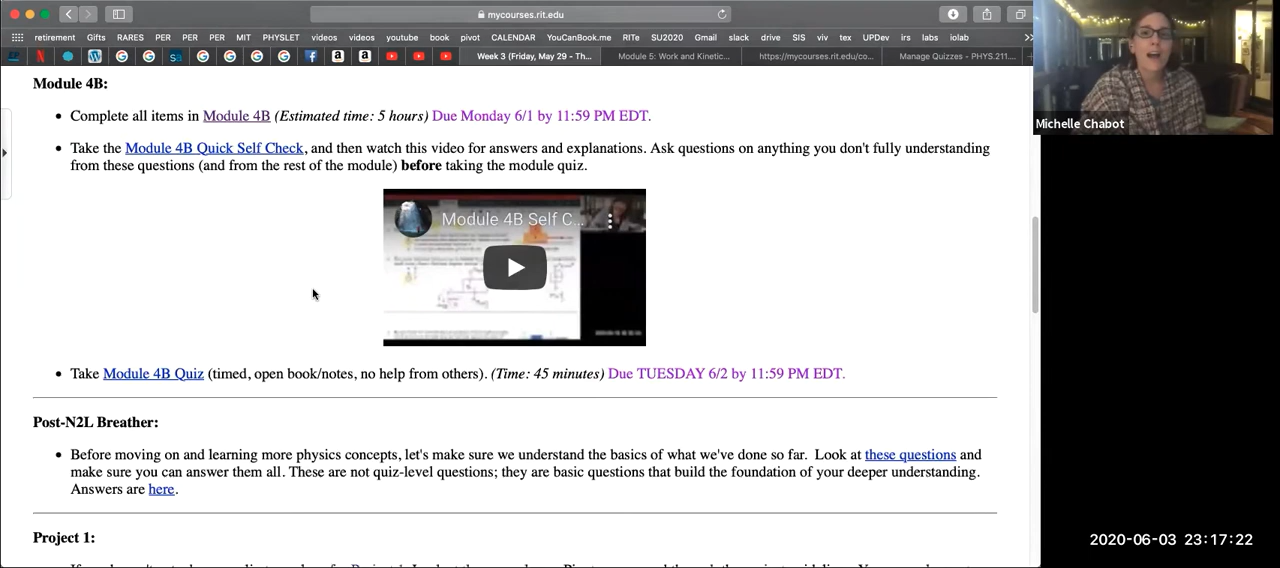 mycourses.rit.edu
retirement Gifts RARES PER PER PER MIT PHYSLET videos videos youtube book pivot CALENDAR YouCanBook.me RITe SU2020 Gmail slack drive SIS viv tex UPDev irs labs iolab
Week 3 (Friday, May 29 - Th... Module 5: Work and Kinetic... https://mycourses.rit.edu/co... Manage Quizzes - PHYS.211....
Michelle Chabot
Module 4B:
• Complete all items in Module 4B (Estimated time: 5 hours) Due Monday 6/1 by 11:59 PM EDT.
• Take the Module 4B Quick Self Check, and then watch this video for answers and explanations. Ask questions on anything you don't fully understanding
from these questions (and from the rest of the module) before taking the module quiz.
Module 4B Self C...
• Take Module 4B Quiz (timed, open book/notes, no help from others). (Time: 45 minutes) Due TUESDAY 6/2 by 11:59 PM EDT.
Post-N2L Breather:
• Before moving on and learning more physics concepts, let's make sure we understand the basics of what we've done so far. Look at these questions and
make sure you can answer them all. These are not quiz-level questions; they are basic questions that build the foundation of your deeper understanding.
Answers are here.
Project 1:
2020-06-03 23:17:22